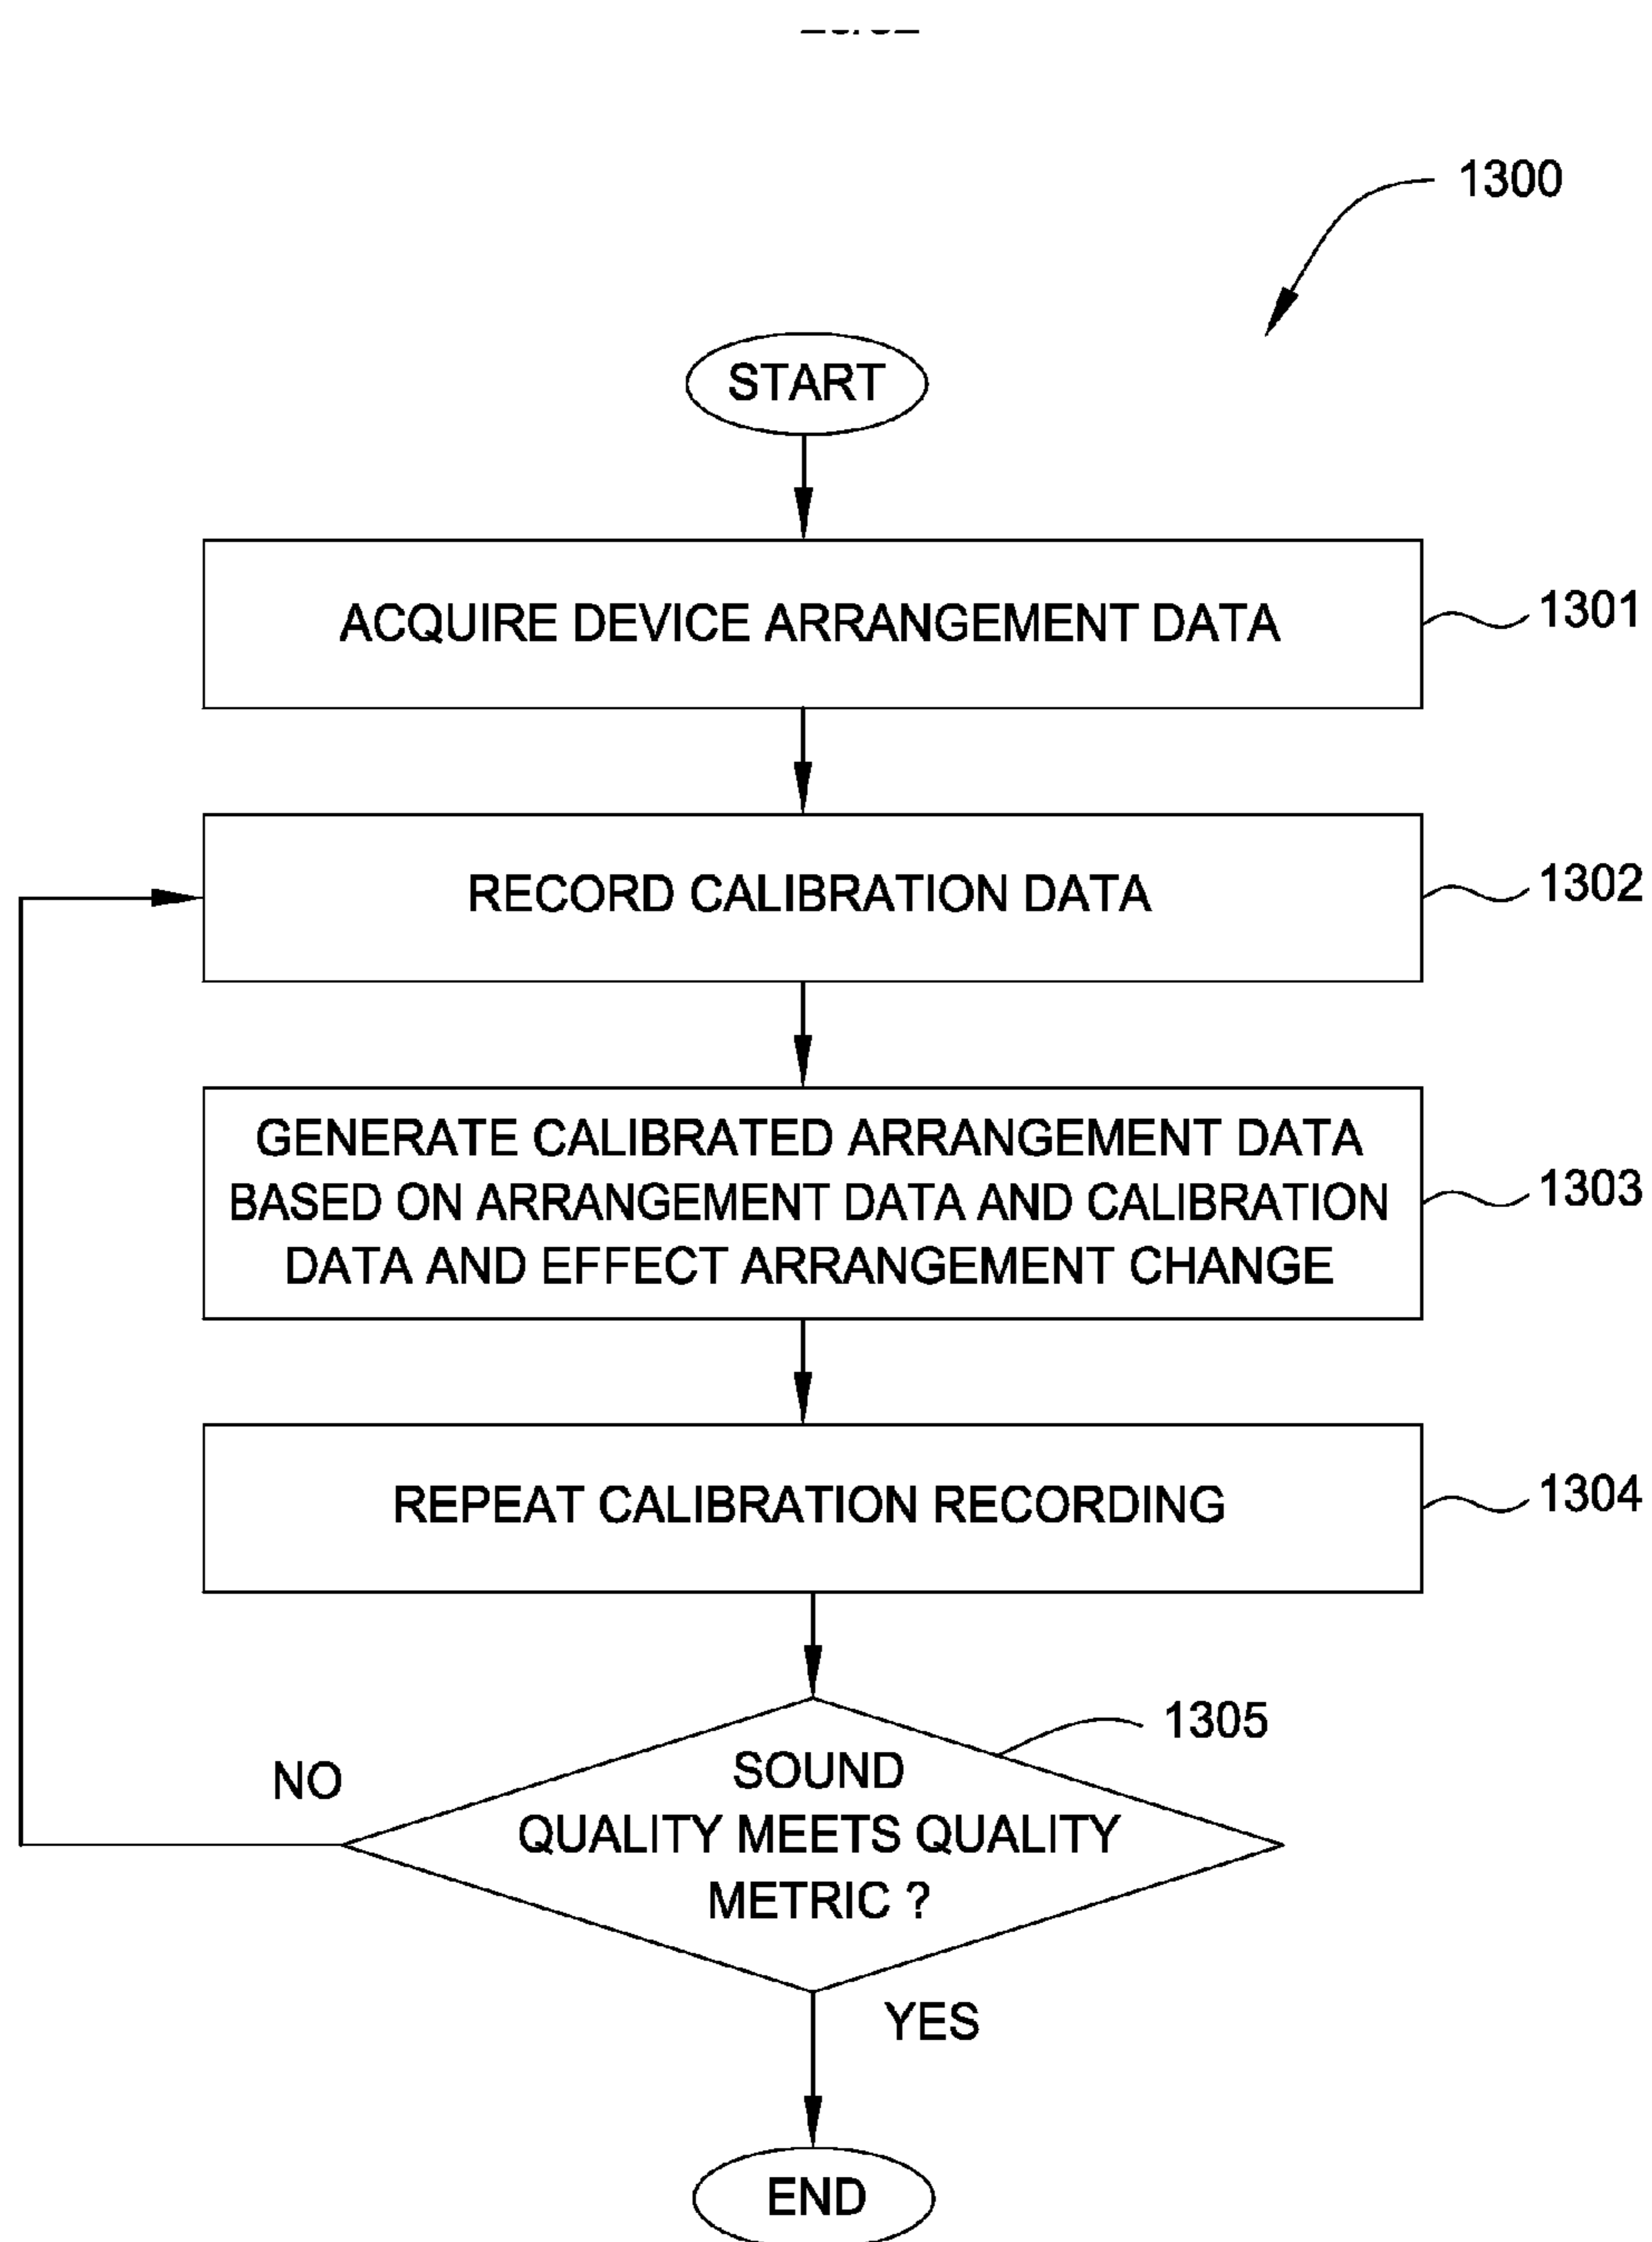 1300
START
ACQUIRE DEVICE ARRANGEMENT DATA
1301
RECORD CALIBRATION DATA
1302
GENERATE CALIBRATED ARRANGEMENT DATA
BASED ON ARRANGEMENT DATA AND CALIBRATION
DATA AND EFFECT ARRANGEMENT CHANGE
1303
REPEAT CALIBRATION RECORDING
1304
1305
SOUND
QUALITY MEETS QUALITY
METRIC ?
NO
YES
END